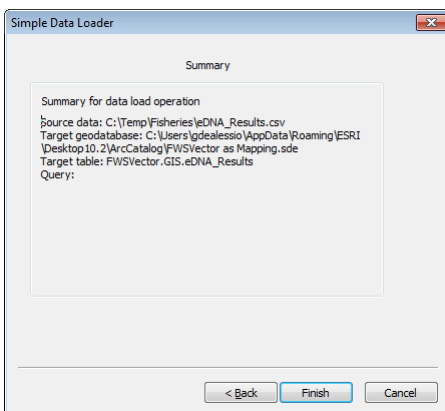 Simple Data Loader
Summary
Summary for data load operation
Source data: C:\Temp\Fisheries\eDNA_Results.csv
Target geodatabase: C:\Users\gdealessio\AppData\Roaming\ESRI
\Desktop10.2\ArcCatalog\FWSVector as Mapping.sde
Target table: FWSVector.GIS.eDNA_Results
Query:
< Back
Finish
Cancel